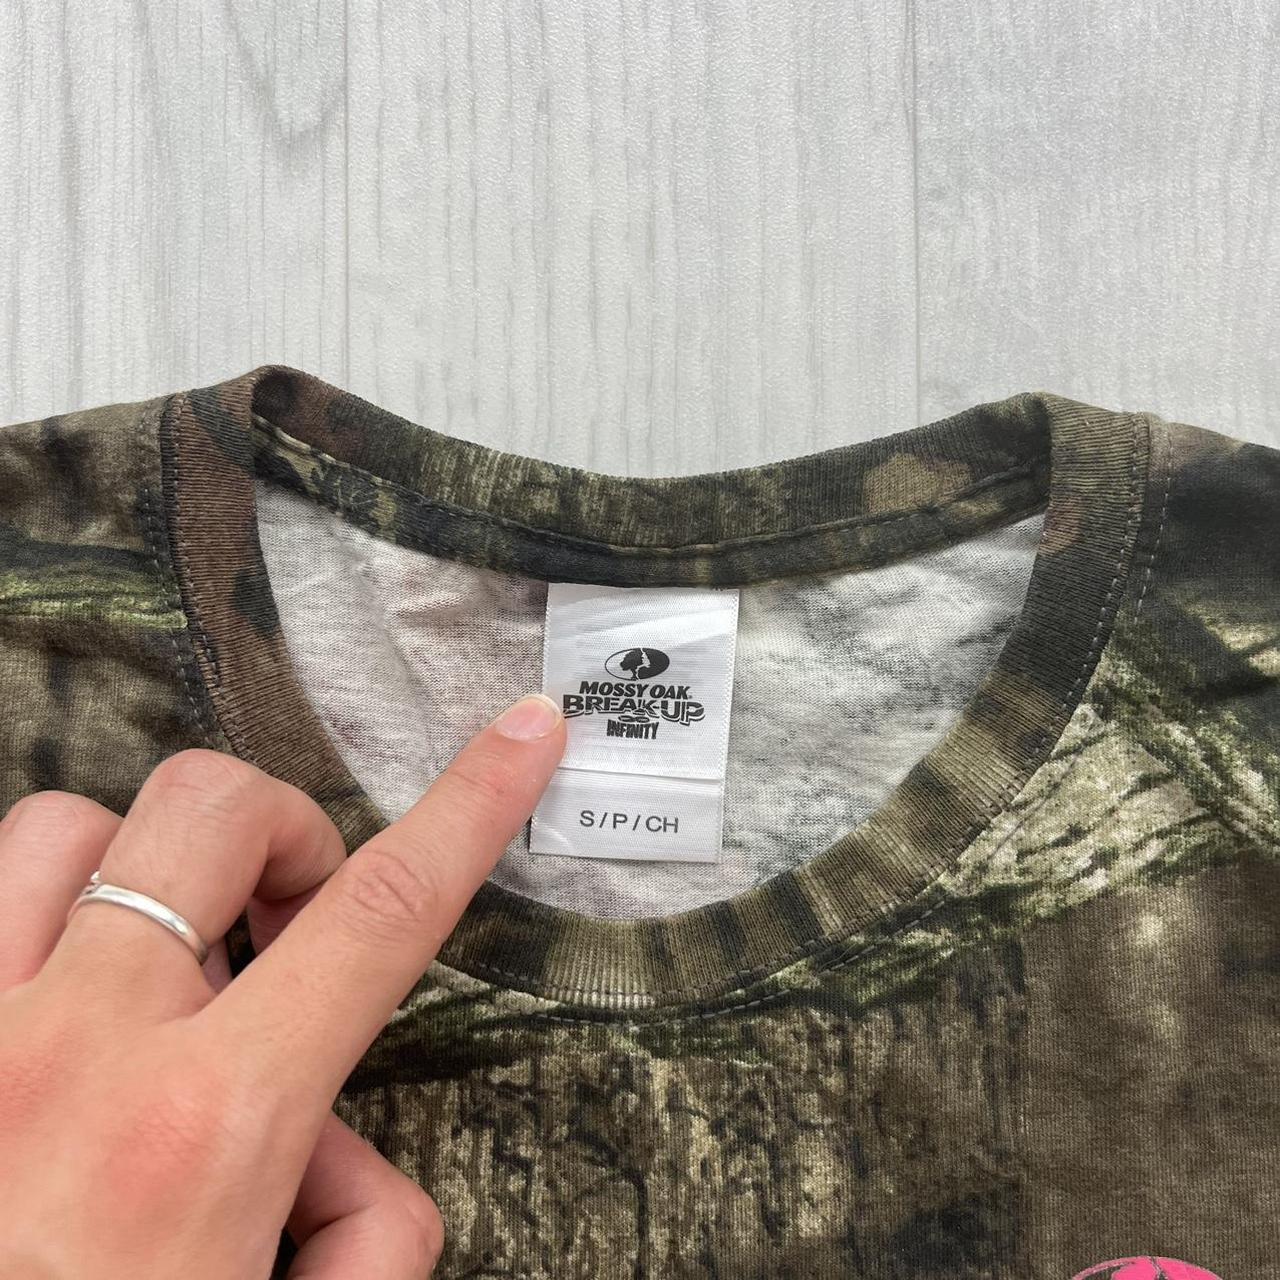 MOSSY OAK®
BREAK-UP
INFINITY
S / P / CH